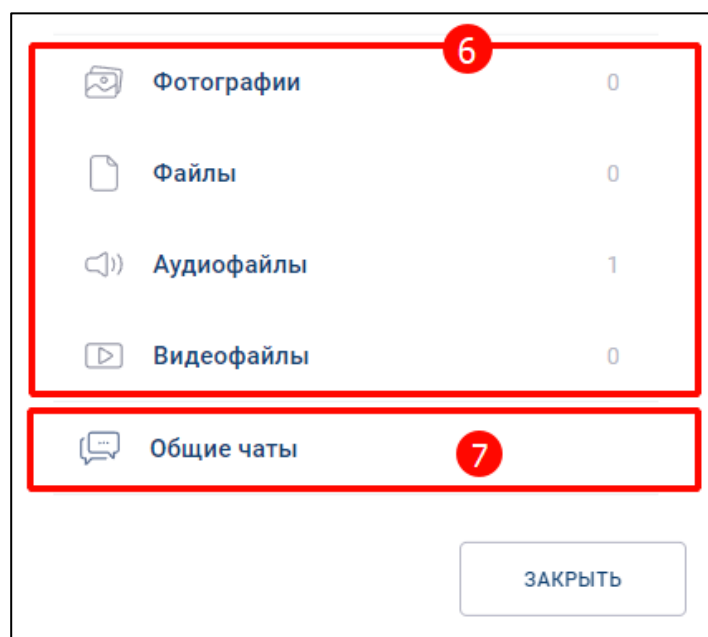 6
Фотографии 0
Файлы 0
Аудиофайлы 1
Видеофайлы 0
Общие чаты 7
ЗАКРЫТЬ